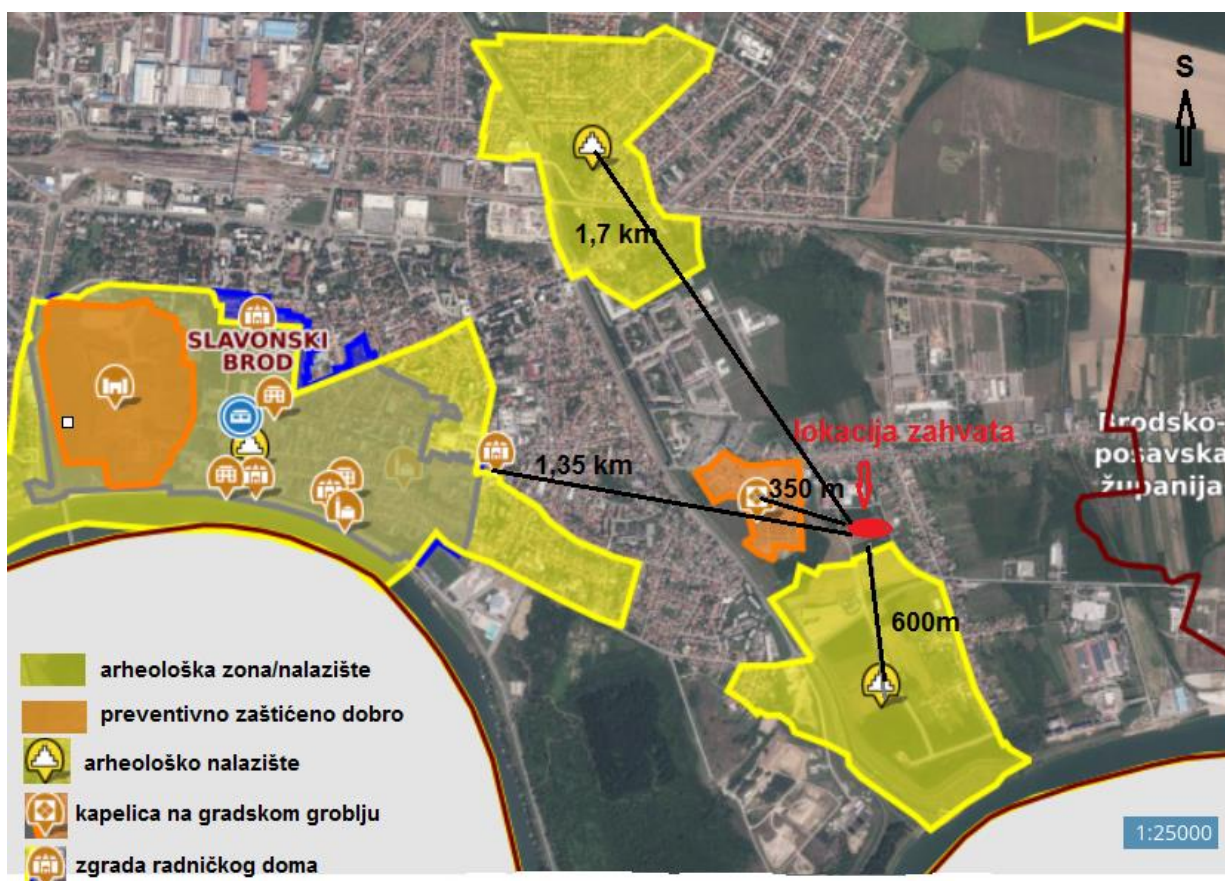 S
1,7 km
SLAVONSKI
BROD
lokacija zahvata
1,35 km
350 m
Brodsko-
posavska
županija
600m
arheološka zona/nalazište
preventivno zaštićeno dobro
arheološko nalazište
kapelica na gradskom groblju
zgrada radničkog doma
1:25000